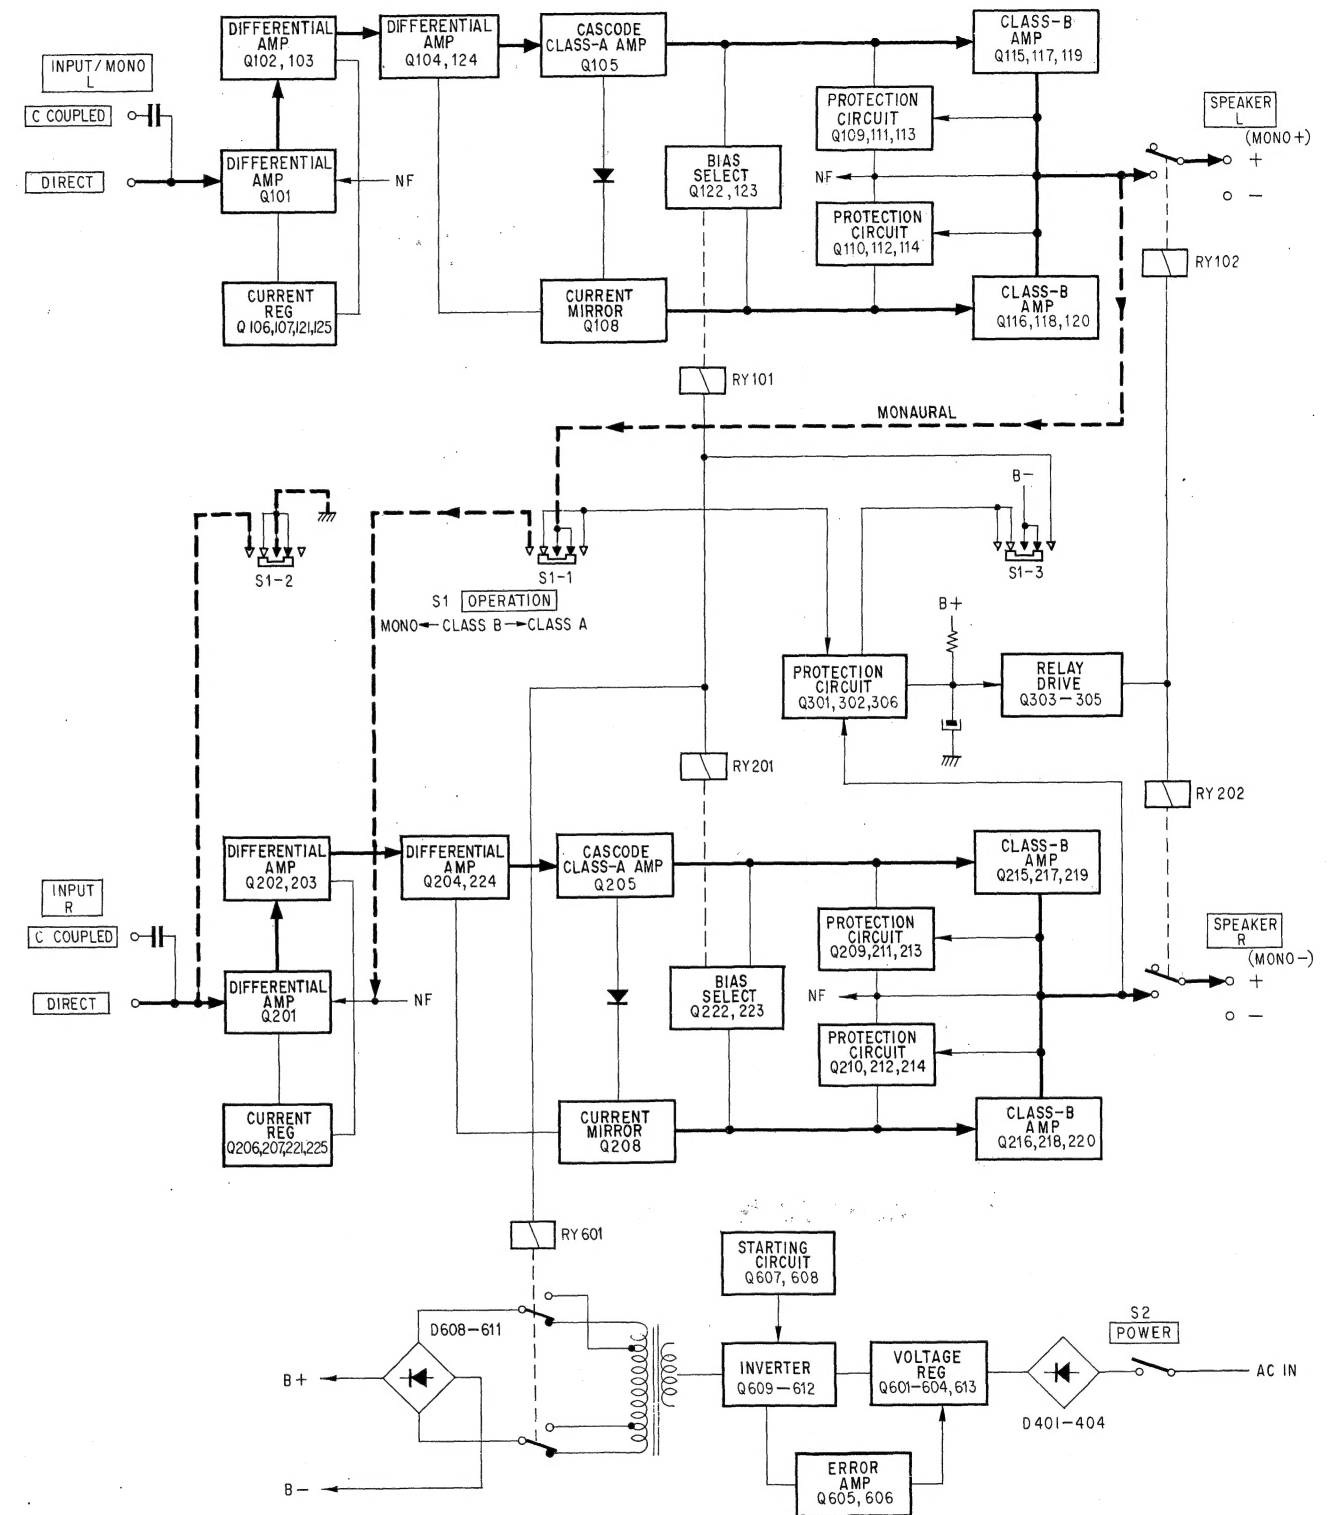 DIFFERENTIAL
AMP
Q102, 103
DIFFERENTIAL
AMP
Q104, 124
CASCODE
CLASS-A AMP
Q105
CLASS-B
AMP
Q115, 117, 119
INPUT/MONO
L
C COUPLED
DIRECT
DIFFERENTIAL
AMP
Q101
NF
BIAS
SELECT
Q122, 123
PROTECTION
CIRCUIT
Q109, 111, 113
NF
PROTECTION
CIRCUIT
Q110, 112, 114
SPEAKER
L
(MONO+)
+
−
RY102
CURRENT
REG
Q106,107,121,125
CURRENT
MIRROR
Q108
CLASS-B
AMP
Q116, 118, 120
RY101
MONAURAL
B−
S1-2
S1-1
S1-3
S1 OPERATION
MONO← CLASS B →CLASS A
B+
PROTECTION
CIRCUIT
Q301, 302, 306
RELAY
DRIVE
Q303−305
RY201
RY202
DIFFERENTIAL
AMP
Q202, 203
DIFFERENTIAL
AMP
Q204, 224
CASCODE
CLASS-A AMP
Q205
CLASS-B
AMP
Q215, 217, 219
INPUT
R
C COUPLED
DIRECT
DIFFERENTIAL
AMP
Q201
NF
BIAS
SELECT
Q222, 223
PROTECTION
CIRCUIT
Q209, 211, 213
NF
PROTECTION
CIRCUIT
Q210, 212, 214
SPEAKER
R
(MONO−)
+
−
CURRENT
REG
Q206,207,221,225
CURRENT
MIRROR
Q208
CLASS-B
AMP
Q216, 218, 220
RY601
STARTING
CIRCUIT
Q607, 608
D608−611
B+
B−
INVERTER
Q609−612
VOLTAGE
REG
Q601−604, 613
S2
POWER
AC IN
D401−404
ERROR
AMP
Q605, 606